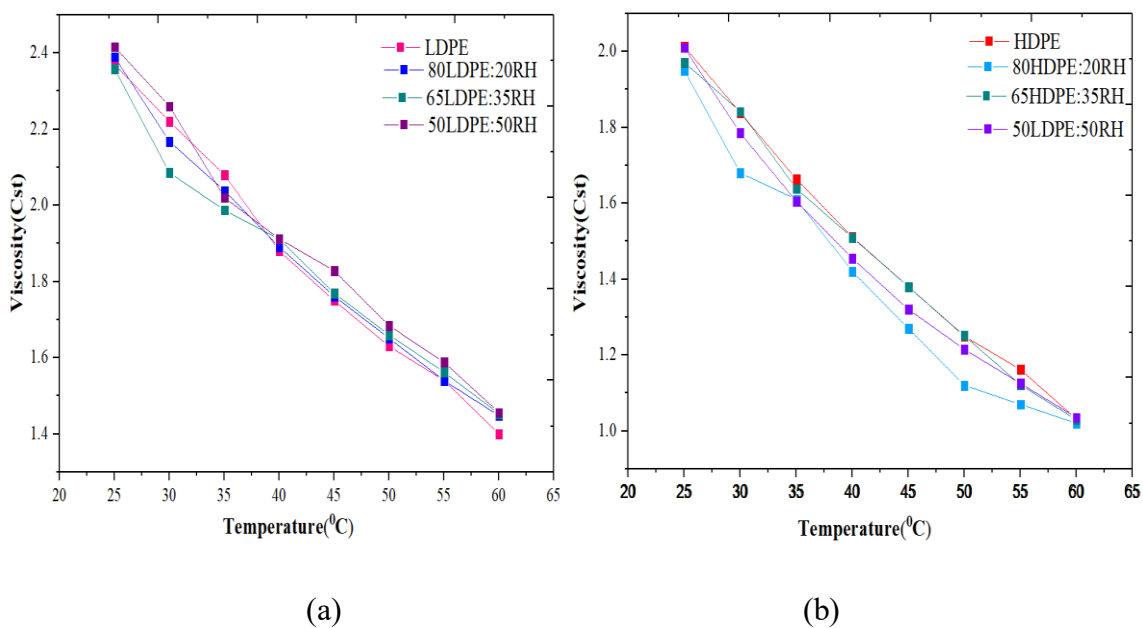 2.4
2.2
2.0
1.8
1.6
1.4
Viscosity(Cst)
LDPE
80LDPE:20RH
65LDPE:35RH
50LDPE:50RH
20 25 30 35 40 45 50 55 60 65
Temperature(⁰C)
(a)
2.0
1.8
1.6
1.4
1.2
1.0
Viscosity(Cst)
HDPE
80HDPE:20RH
65HDPE:35RH
50LDPE:50RH
20 25 30 35 40 45 50 55 60 65
Temperature(⁰C)
(b)